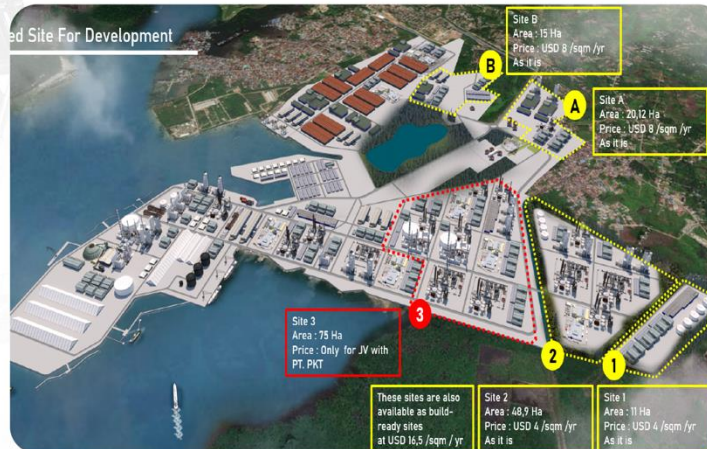 ed Site For Development
Site B
Area : 15 Ha
Price : USD 8 /sqm /yr
As it is
B
A
Site A
Area : 20,12 Ha
Price : USD 8 /sqm /yr
As it is
3
Site 3
Area : 75 Ha
Price : Only for JV with
PT. PKT
2
1
These sites are also
available as build-
ready sites
at USD 16,5 /sqm / yr
Site 2
Area : 48,9 Ha
Price : USD 4 /sqm /yr
As it is
Site 1
Area : 11 Ha
Price : USD 4 /sqm /yr
As it is